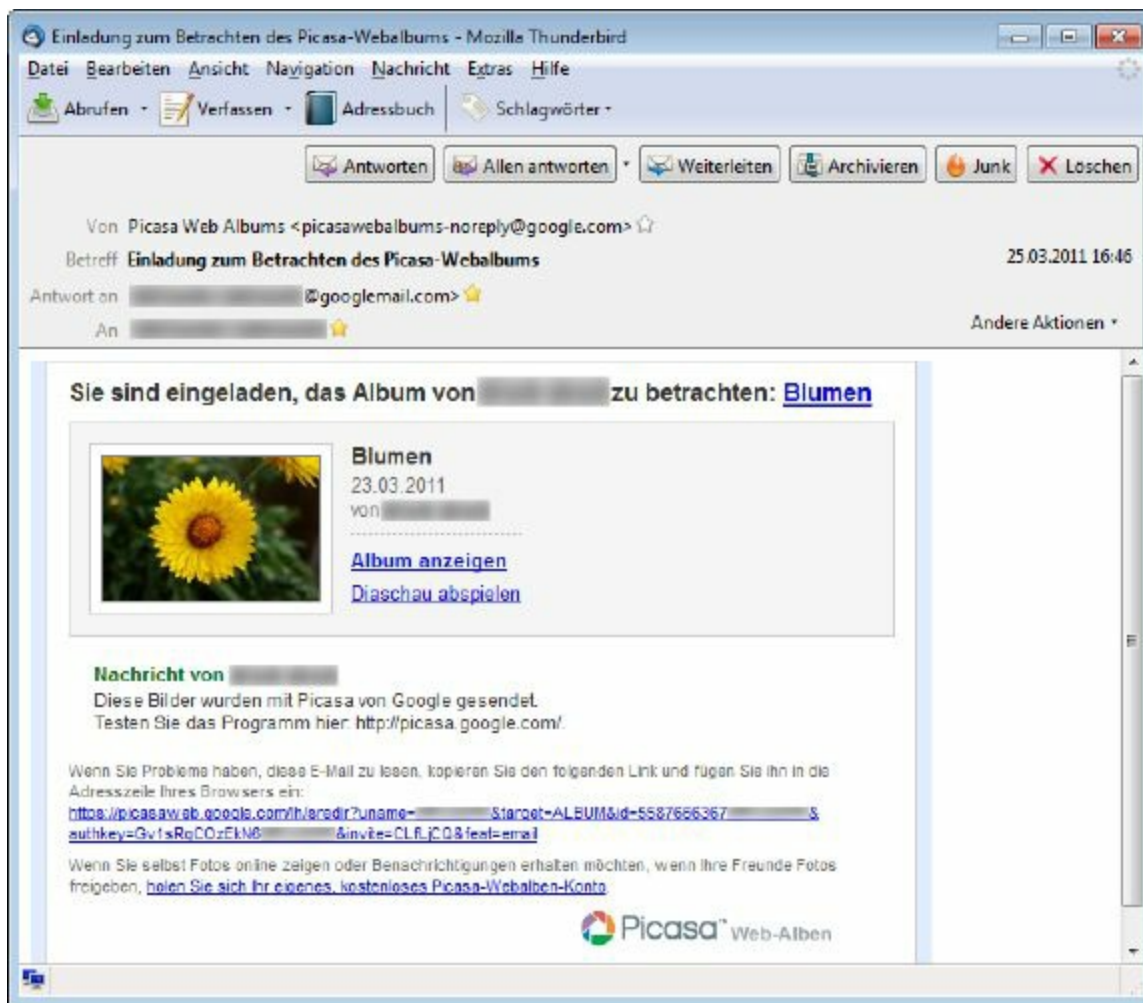 Einladung zum Betrachten des Picasa-Webalbums - Mozilla Thunderbird
Datei Bearbeiten Ansicht Navigation Nachricht Extras Hilfe
Abrufen Verfassen Adressbuch Schlagwörter
Antworten Allen antworten Weiterleiten Archivieren Junk Löschen
Von Picasa Web Albums <picasawebalbums-noreply@google.com>
Betreff Einladung zum Betrachten des Picasa-Webalbums 25.03.2011 16:46
Antwort an @googlemail.com>
An
Andere Aktionen
Sie sind eingeladen, das Album von zu betrachten: Blumen
Blumen
23.03.2011
von
Album anzeigen
Diaschau abspielen
Nachricht von
Diese Bilder wurden mit Picasa von Google gesendet.
Testen Sie das Programm hier: http://picasa.google.com/.
Wenn Sie Probleme haben, diese E-Mail zu lesen, kopieren Sie den folgenden Link und fügen Sie ihn in die
Adresszeile Ihres Browsers ein:
https://picasaweb.google.com/lh/sredir?uname= &target=ALBUM&id=5587666367 &
authkey=Gv1sRgCOzEkN6 &invite=CLfLjCQ&feat=email
Wenn Sie selbst Fotos online zeigen oder Benachrichtigungen erhalten möchten, wenn Ihre Freunde Fotos
freigeben, holen Sie sich Ihr eigenes, kostenloses Picasa-Webalben-Konto.
Picasa™ Web-Alben